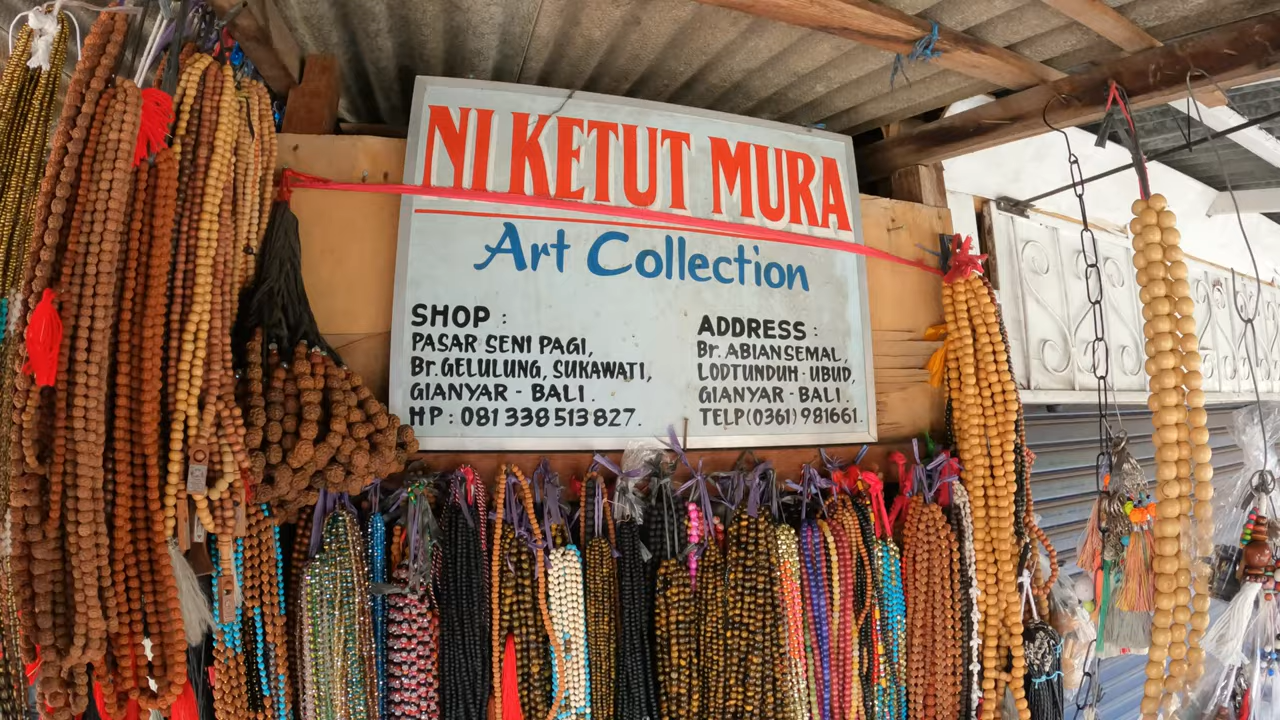 NI KETUT MURA
Art Collection
SHOP :
PASAR SENI PAGI,
Br. GELULUNG, SUKAWATI,
GIANYAR - BALI.
HP : 081 338 513 827.
ADDRESS :
Br. ABIANSEMAL,
LODTUNDUH - UBUD,
GIANYAR - BALI.
TELP (0361) 981661.